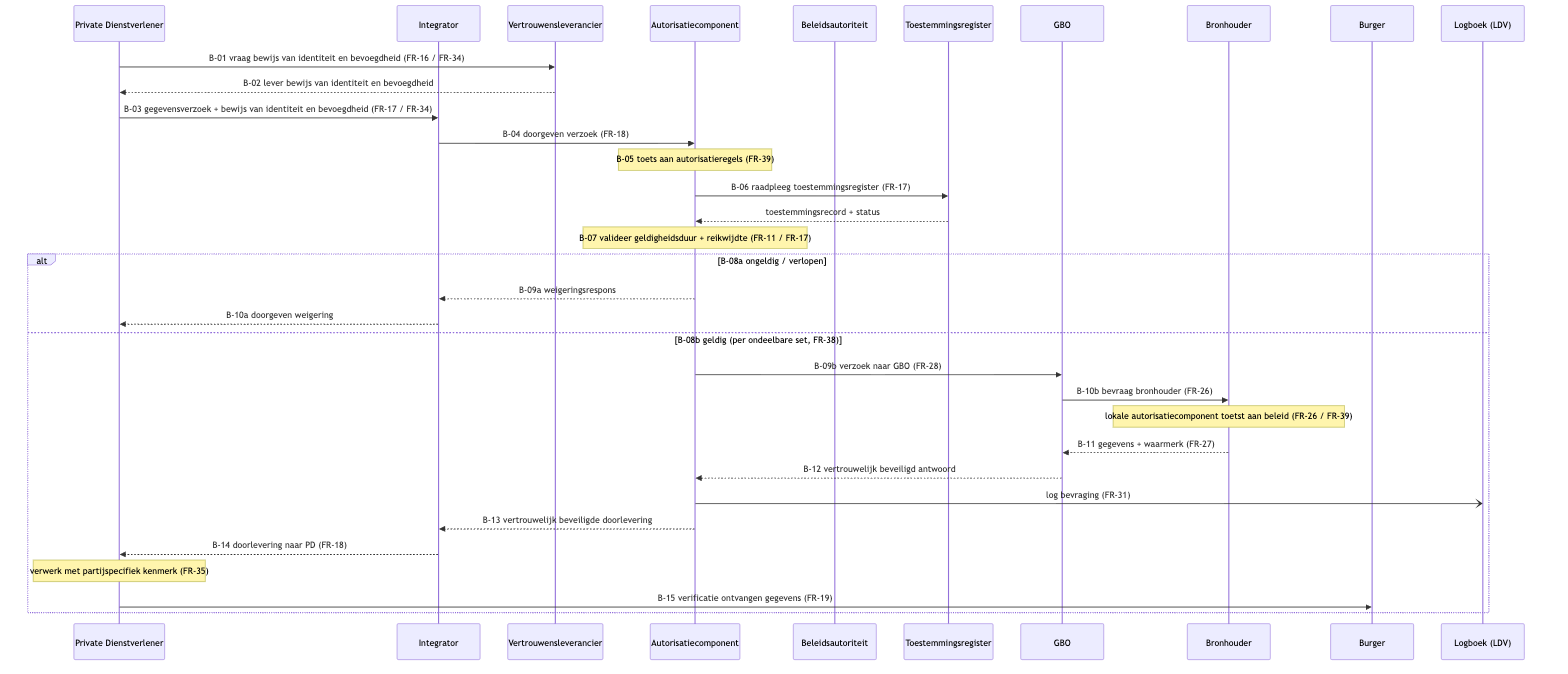 Private Dienstverlener
Integrator
Vertrouwensleverancier
Autorisatiecomponent
Beleidsautoriteit
Toestemmingsregister
GBO
Bronhouder
Burger
Logboek (LDV)
B-01 vraag bewijs van identiteit en bevoegdheid (FR-16 / FR-34)
B-02 lever bewijs van identiteit en bevoegdheid
B-03 gegevensverzoek + bewijs van identiteit en bevoegdheid (FR-17 / FR-34)
B-04 doorgeven verzoek (FR-18)
B-05 toets aan autorisatieregels (FR-39)
B-06 raadpleeg toestemmingsregister (FR-17)
toestemmingsrecord + status
B-07 valideer geldigheidsduur + reikwijdte (FR-11 / FR-17)
alt
[B-08a ongeldig / verlopen]
B-09a weigeringsrespons
B-10a doorgeven weigering
[B-08b geldig (per ondeelbare set, FR-38)]
B-09b verzoek naar GBO (FR-28)
B-10b bevraag bronhouder (FR-26)
lokale autorisatiecomponent toetst aan beleid (FR-26 / FR-39)
B-11 gegevens + waarmerk (FR-27)
B-12 vertrouwelijk beveiligd antwoord
log bevraging (FR-31)
B-13 vertrouwelijk beveiligde doorlevering
B-14 doorlevering naar PD (FR-18)
verwerk met partijspecifiek kenmerk (FR-35)
B-15 verificatie ontvangen gegevens (FR-19)
Private Dienstverlener
Integrator
Vertrouwensleverancier
Autorisatiecomponent
Beleidsautoriteit
Toestemmingsregister
GBO
Bronhouder
Burger
Logboek (LDV)